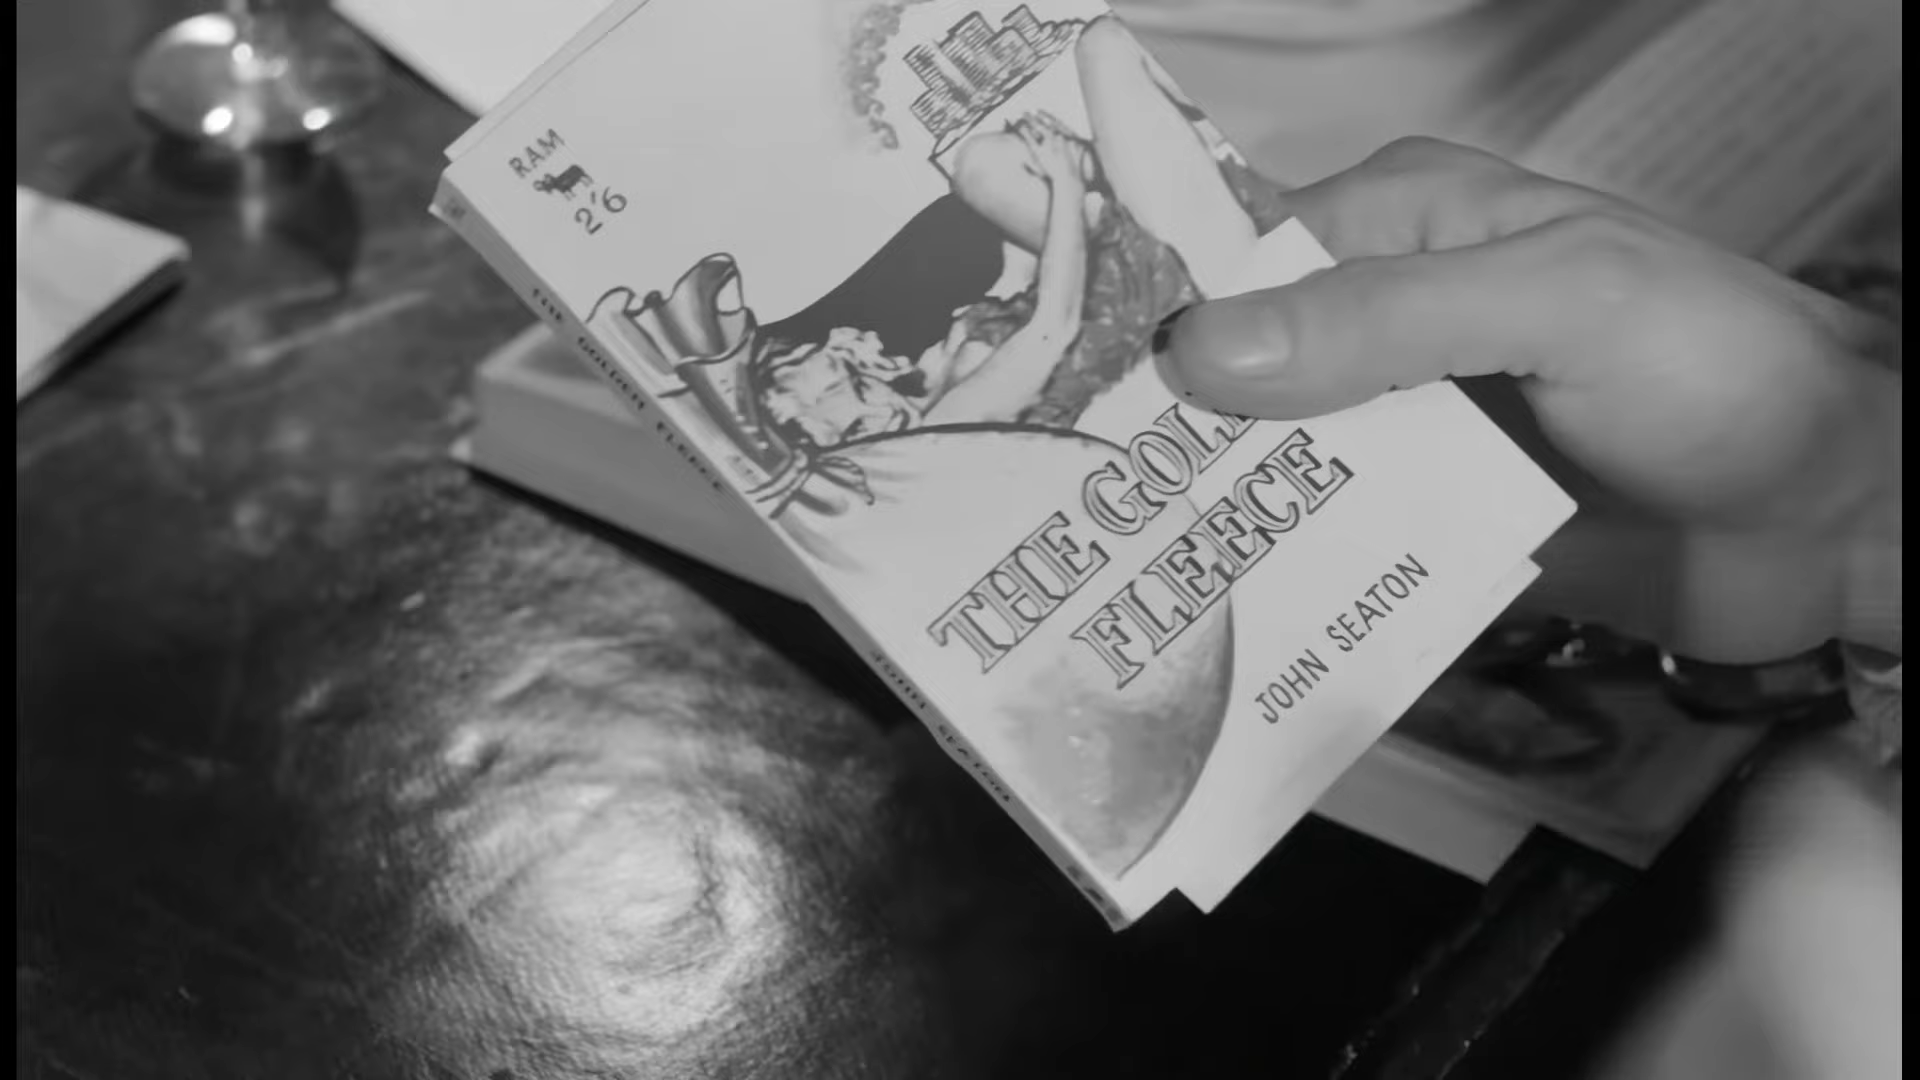 RAM
2'6
THE GOL
FLEECE
JOHN SEATON
THE GOLDEN FLEECE
JOHN SEATON